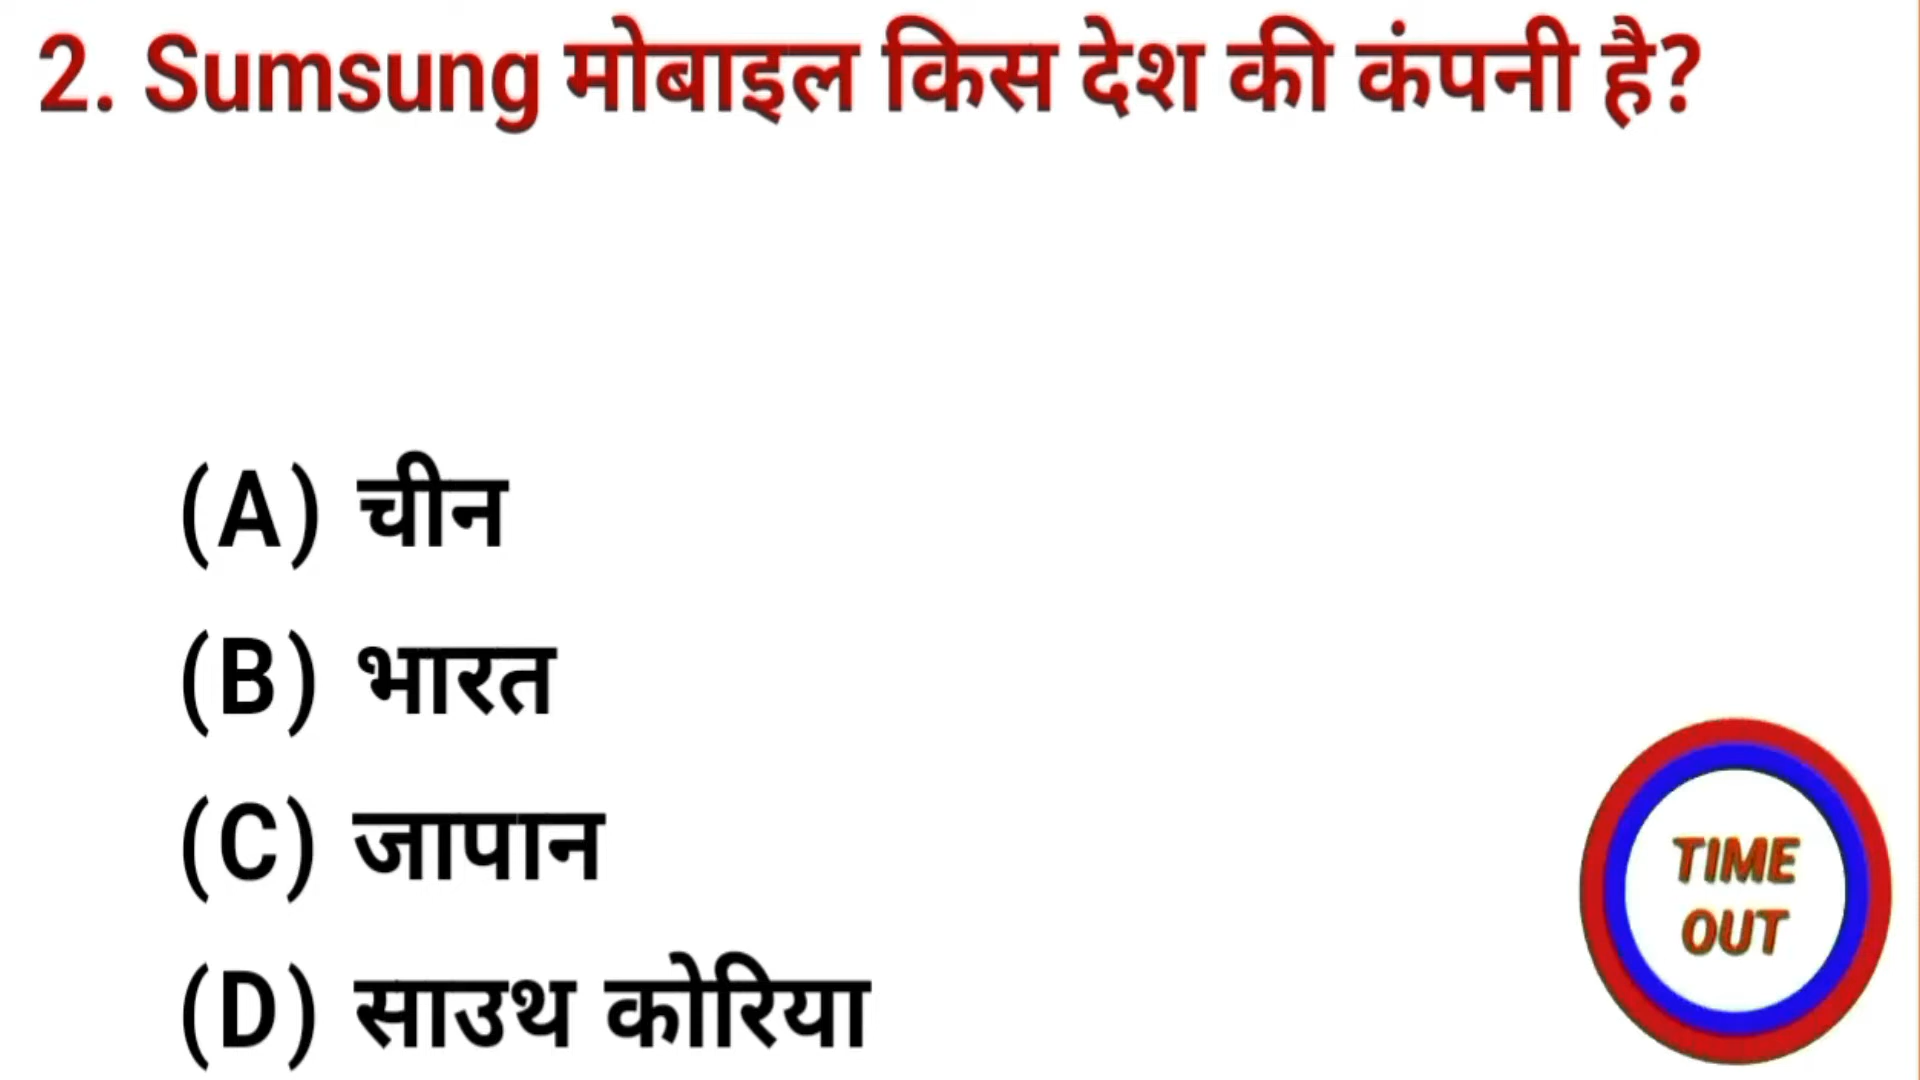 2. Sumsung मोबाइल किस देश की कंपनी है?
(A) चीन
(B) भारत
(C) जापान
(D) साउथ कोरिया
TIME
OUT